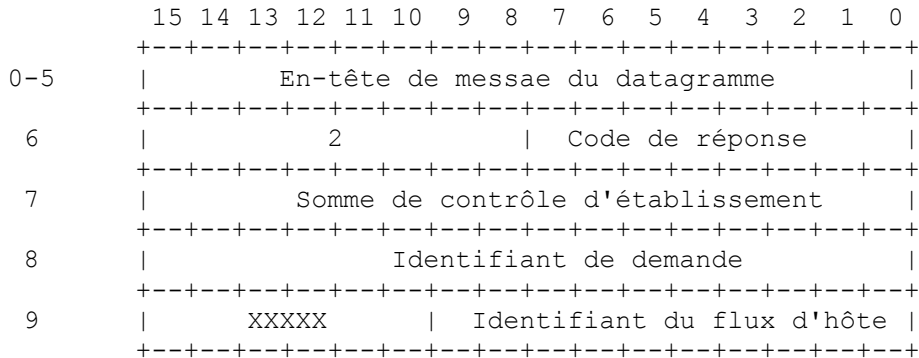 15 14 13 12 11 10 9 8 7 6 5 4 3 2 1 0
+--+--+--+--+--+--+--+--+--+--+--+--+--+--+--+--+
0-5 | En-tête de messae du datagramme |
+--+--+--+--+--+--+--+--+--+--+--+--+--+--+--+--+
6 | 2 | Code de réponse |
+--+--+--+--+--+--+--+--+--+--+--+--+--+--+--+--+
7 | Somme de contrôle d'établissement |
+--+--+--+--+--+--+--+--+--+--+--+--+--+--+--+--+
8 | Identifiant de demande |
+--+--+--+--+--+--+--+--+--+--+--+--+--+--+--+--+
9 | XXXXX | Identifiant du flux d'hôte |
+--+--+--+--+--+--+--+--+--+--+--+--+--+--+--+--+